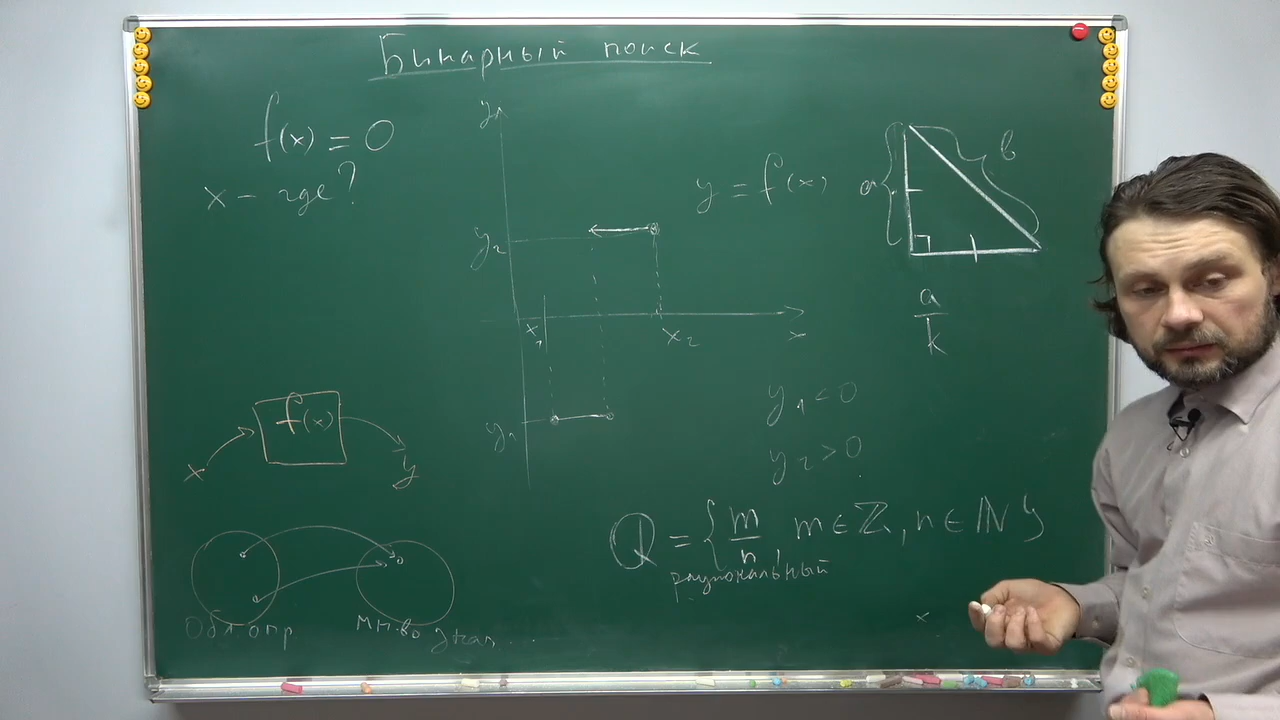 Бинарный поиск
f(x) = 0
x – где?
y
y₂
x₁
x₂
x
y₁
y = f(x)
a
в
a
k
y₁ < 0
y₂ > 0
f(x)
x
y
Обл опр
Мн-во знач...
Q = { m/n, m ∈ ℤ, n ∈ ℕ }
рациональный
x